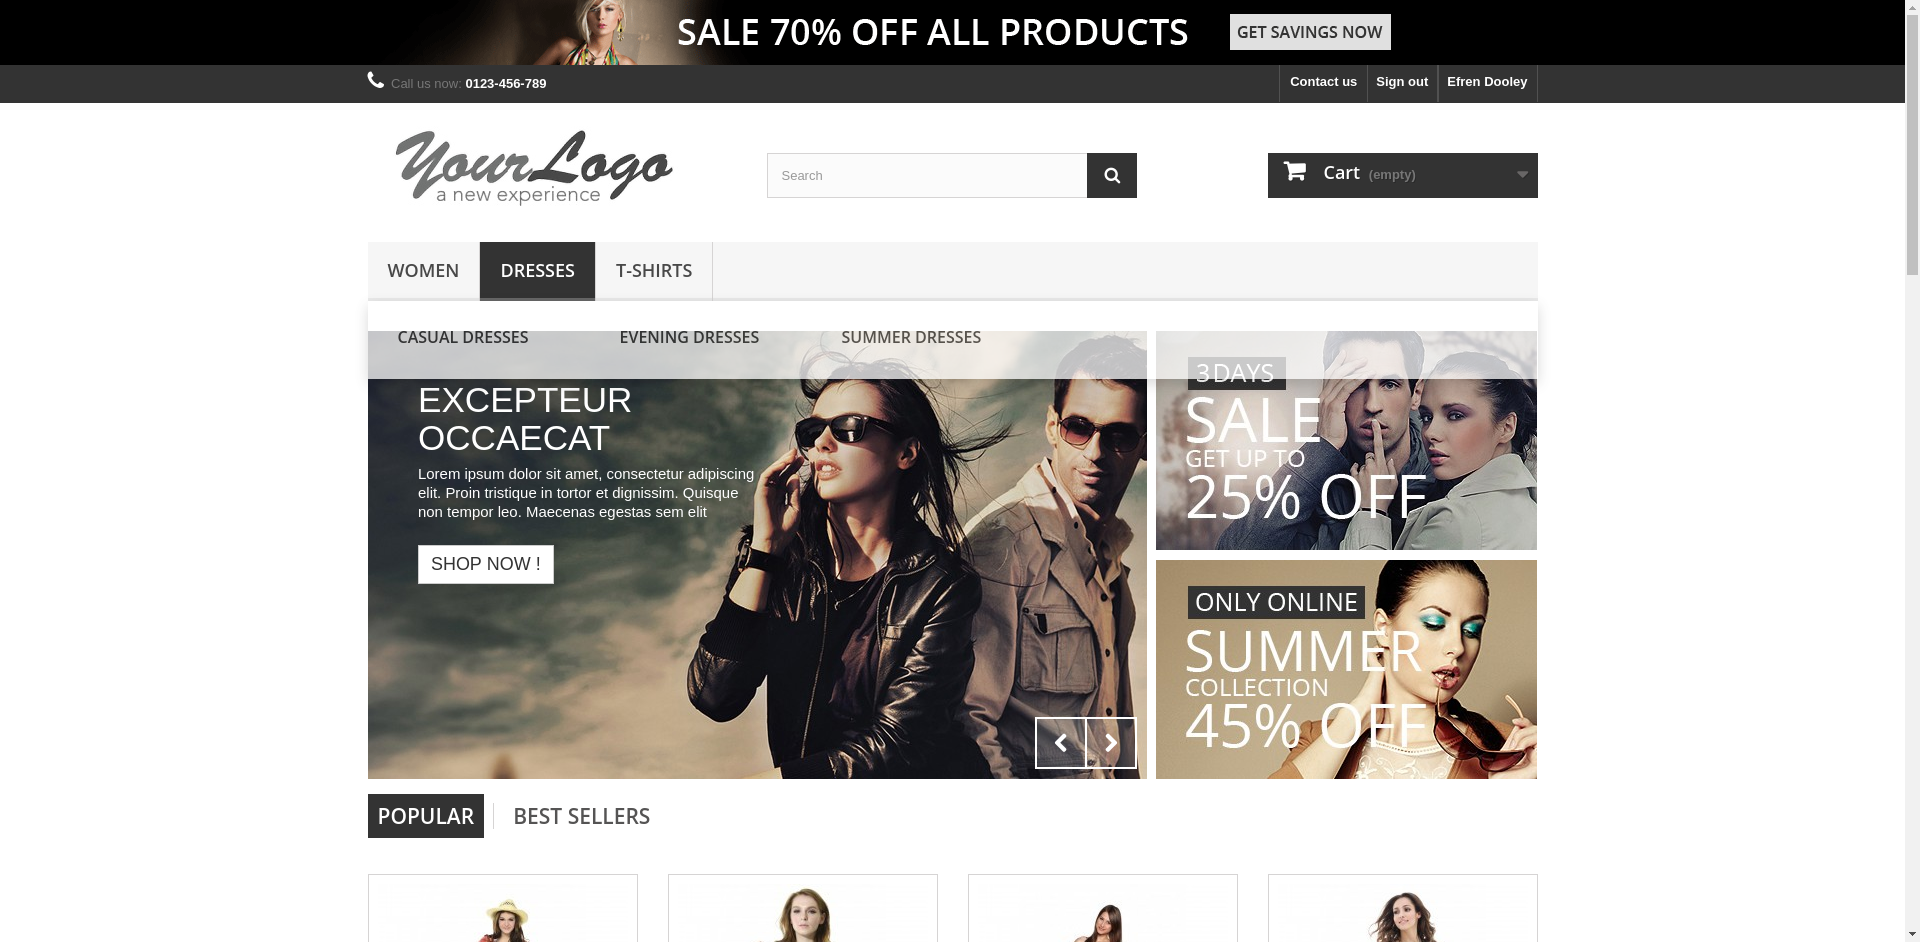 SALE 70% OFF ALL PRODUCTS
GET SAVINGS NOW
Call us now: 0123-456-789
Contact us
Sign out
Efren Dooley
YourLogo
a new experience
Search
Cart (empty)
WOMEN
DRESSES
T-SHIRTS
CASUAL DRESSES
EVENING DRESSES
SUMMER DRESSES
EXCEPTEUR
OCCAECAT
Lorem ipsum dolor sit amet, consectetur adipiscing
elit. Proin tristique in tortor et dignissim. Quisque
non tempor leo. Maecenas egestas sem elit
SHOP NOW !
3 DAYS
SALE
GET UP TO
25% OFF
ONLY ONLINE
SUMMER
COLLECTION
45% OFF
POPULAR
BEST SELLERS